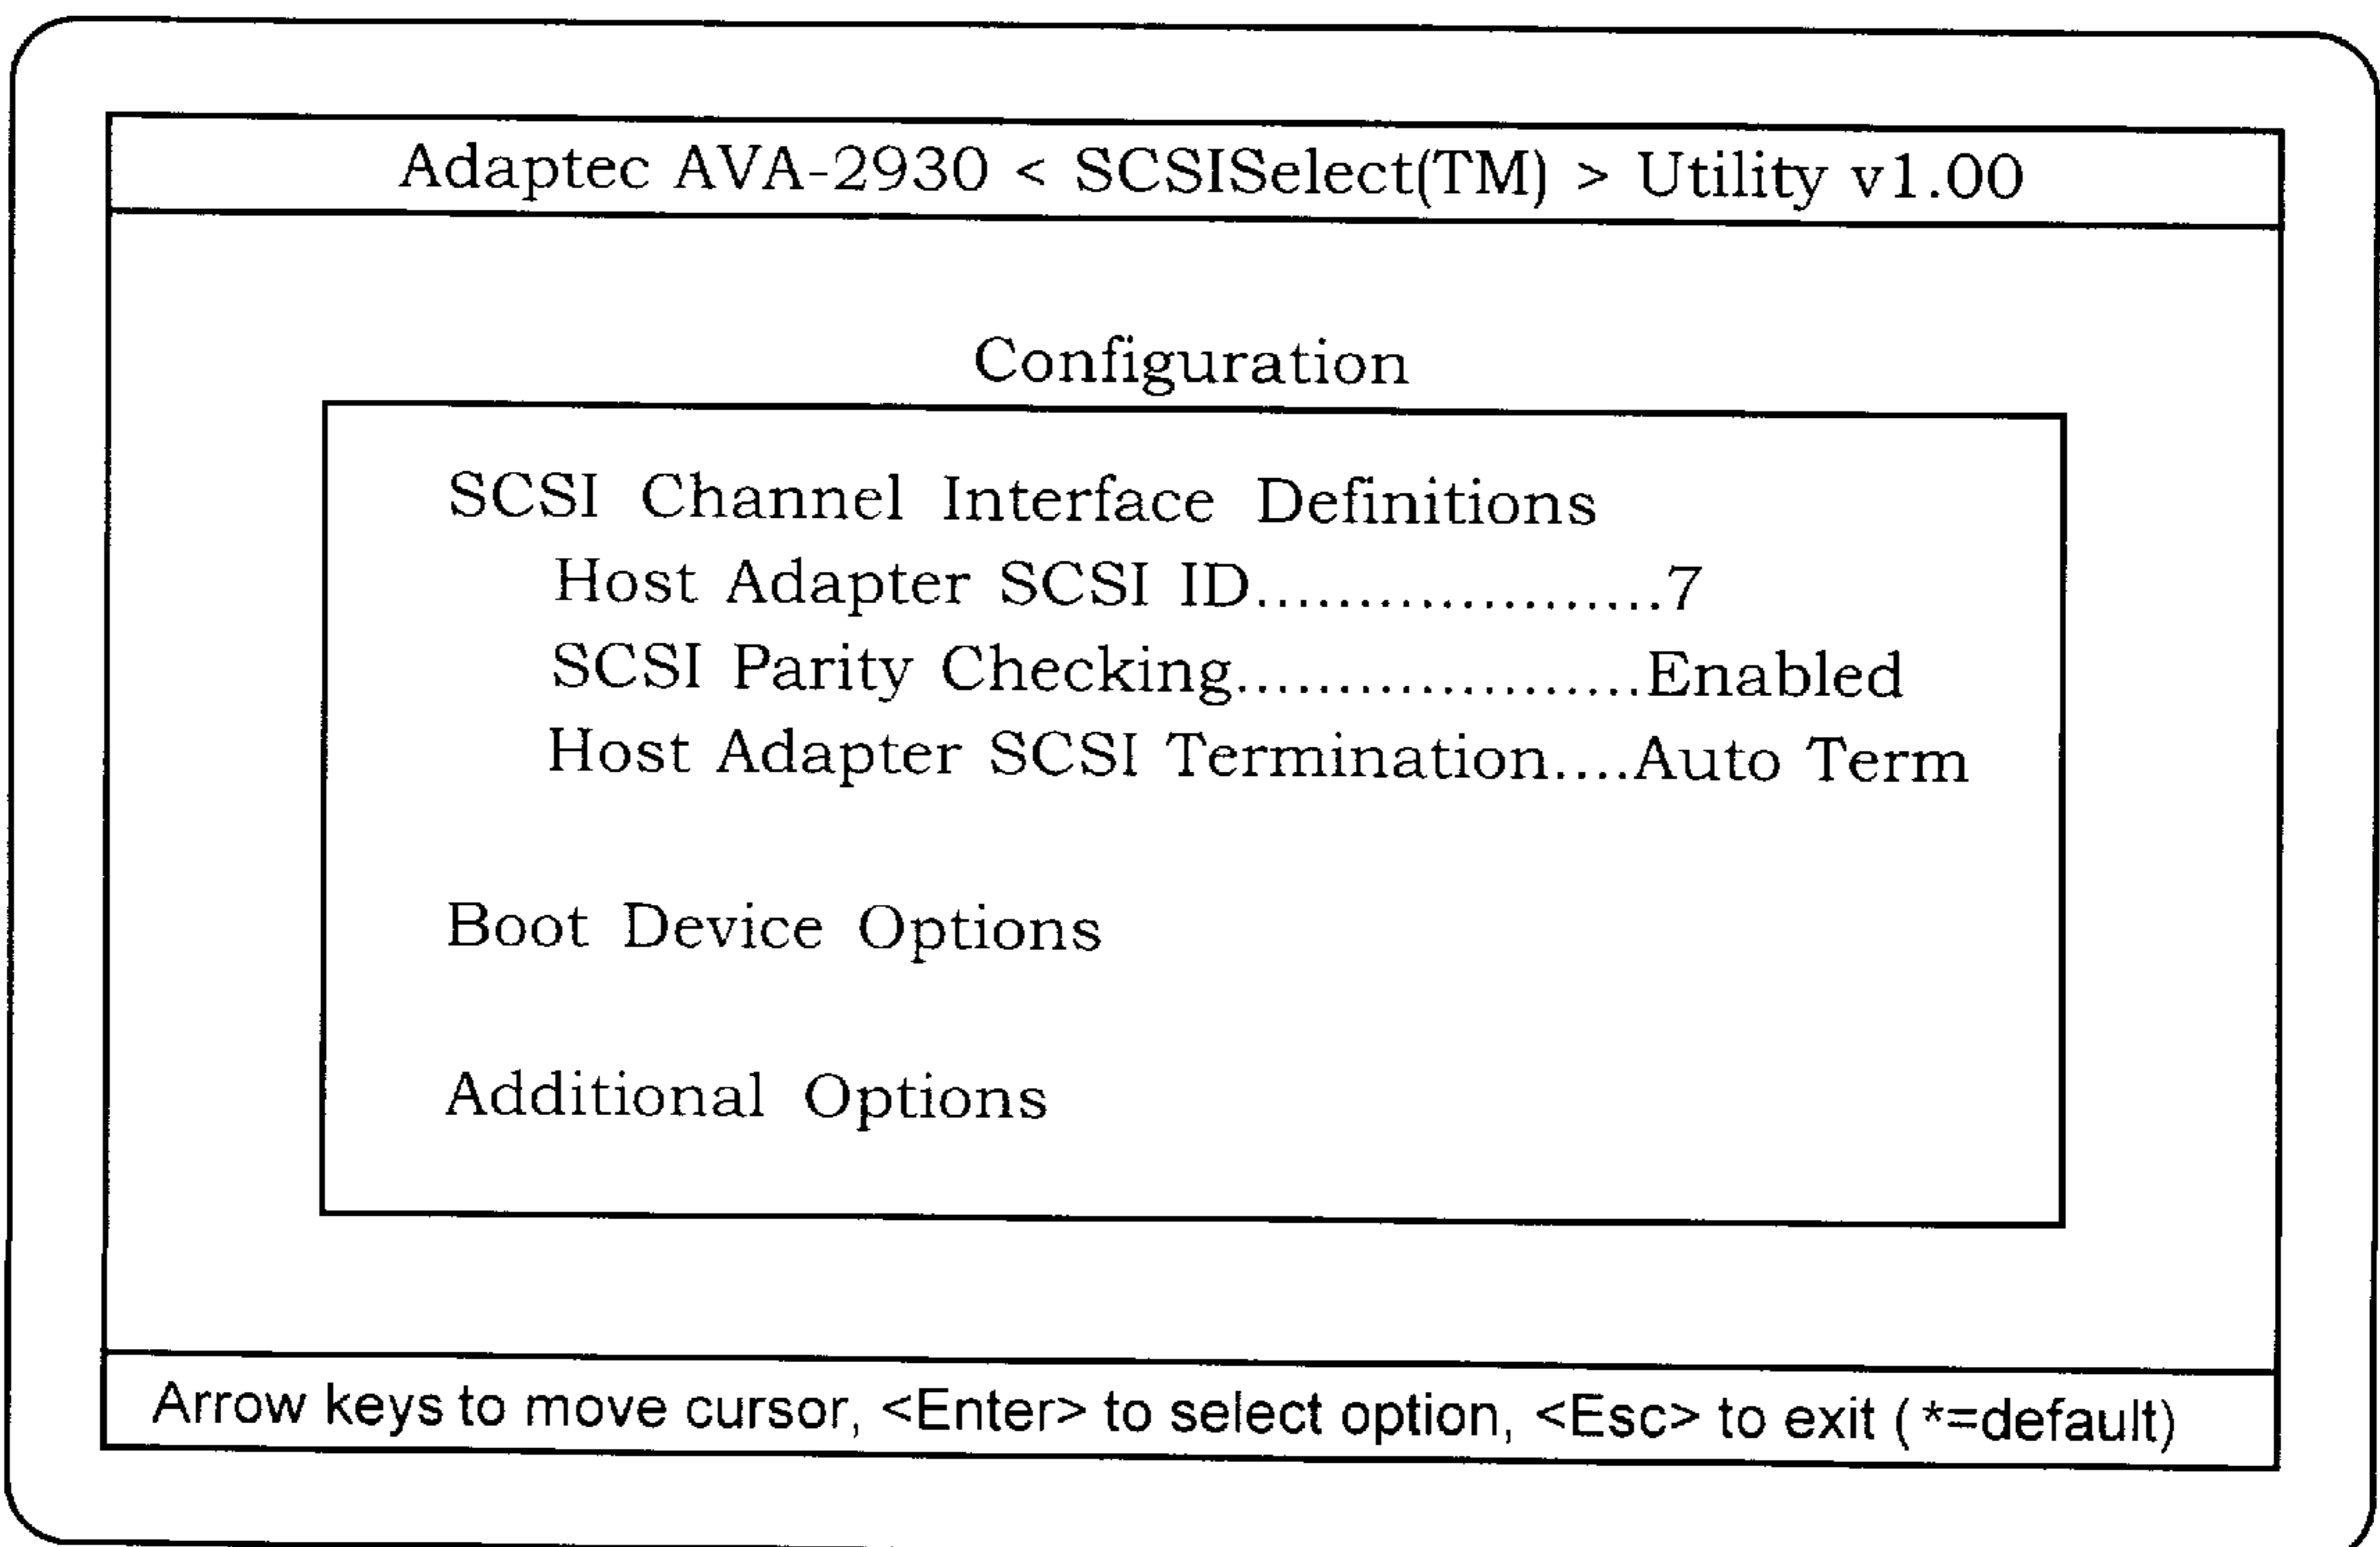 Adaptec AVA-2930 < SCSISelect(TM) > Utility v1.00
Configuration
SCSI Channel Interface Definitions
Host Adapter SCSI ID....................7
SCSI Parity Checking....................Enabled
Host Adapter SCSI Termination....Auto Term
Boot Device Options
Additional Options
Arrow keys to move cursor, <Enter> to select option, <Esc> to exit ( *=default)